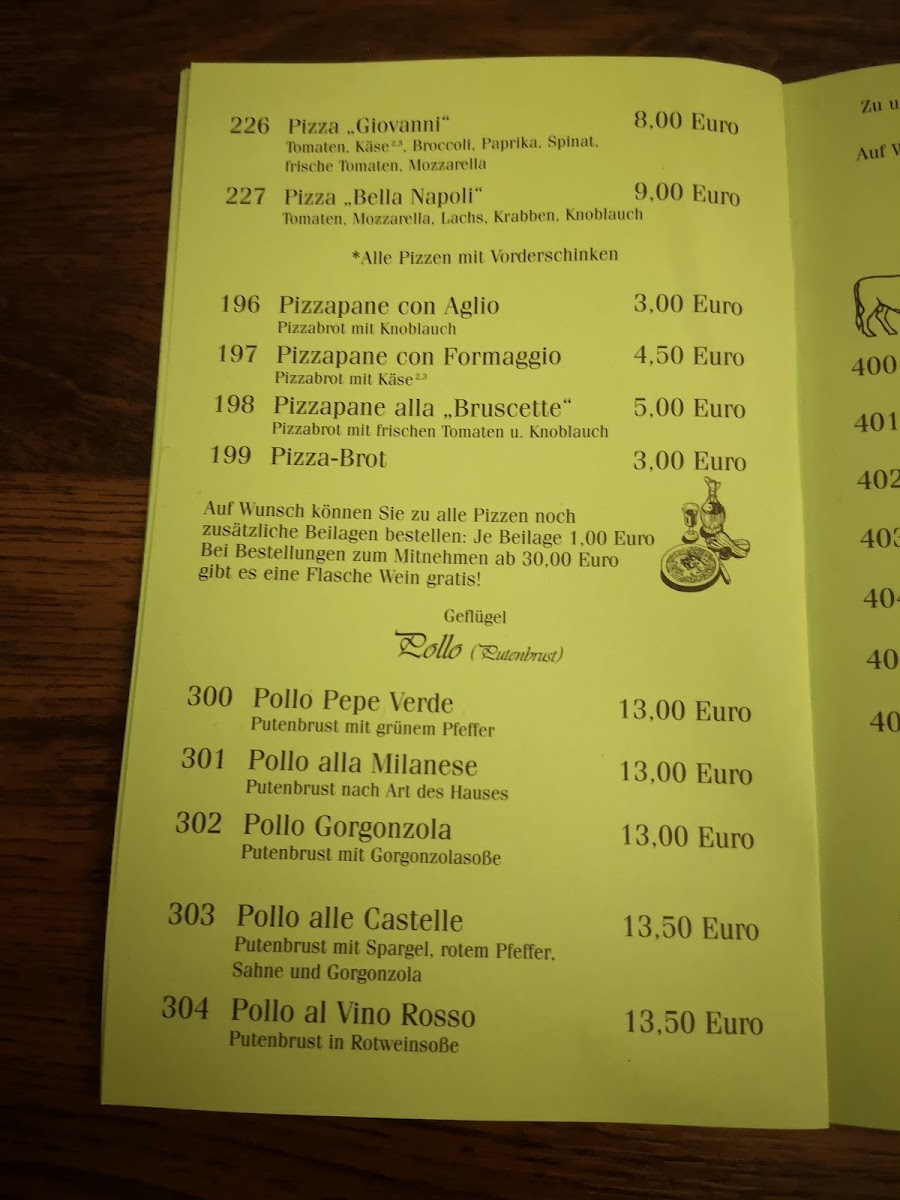 226 Pizza „Giovanni“ 8,00 Euro
Tomaten, Käse²,³, Broccoli, Paprika, Spinat,
frische Tomaten, Mozzarella
227 Pizza „Bella Napoli“ 9,00 Euro
Tomaten, Mozzarella, Lachs, Krabben, Knoblauch
*Alle Pizzen mit Vorderschinken
196 Pizzapane con Aglio 3,00 Euro
Pizzabrot mit Knoblauch
197 Pizzapane con Formaggio 4,50 Euro
Pizzabrot mit Käse²,³
198 Pizzapane alla „Bruscette“ 5,00 Euro
Pizzabrot mit frischen Tomaten u. Knoblauch
199 Pizza-Brot 3,00 Euro
Auf Wunsch können Sie zu alle Pizzen noch
zusätzliche Beilagen bestellen: Je Beilage 1,00 Euro
Bei Bestellungen zum Mitnehmen ab 30,00 Euro
gibt es eine Flasche Wein gratis!
Geflügel
Pollo (Putenbrust)
300 Pollo Pepe Verde 13,00 Euro
Putenbrust mit grünem Pfeffer
301 Pollo alla Milanese 13,00 Euro
Putenbrust nach Art des Hauses
302 Pollo Gorgonzola 13,00 Euro
Putenbrust mit Gorgonzolasoße
303 Pollo alle Castelle 13,50 Euro
Putenbrust mit Spargel, rotem Pfeffer,
Sahne und Gorgonzola
304 Pollo al Vino Rosso 13,50 Euro
Putenbrust in Rotweinsoße
Zu
Auf
400
401
402
403